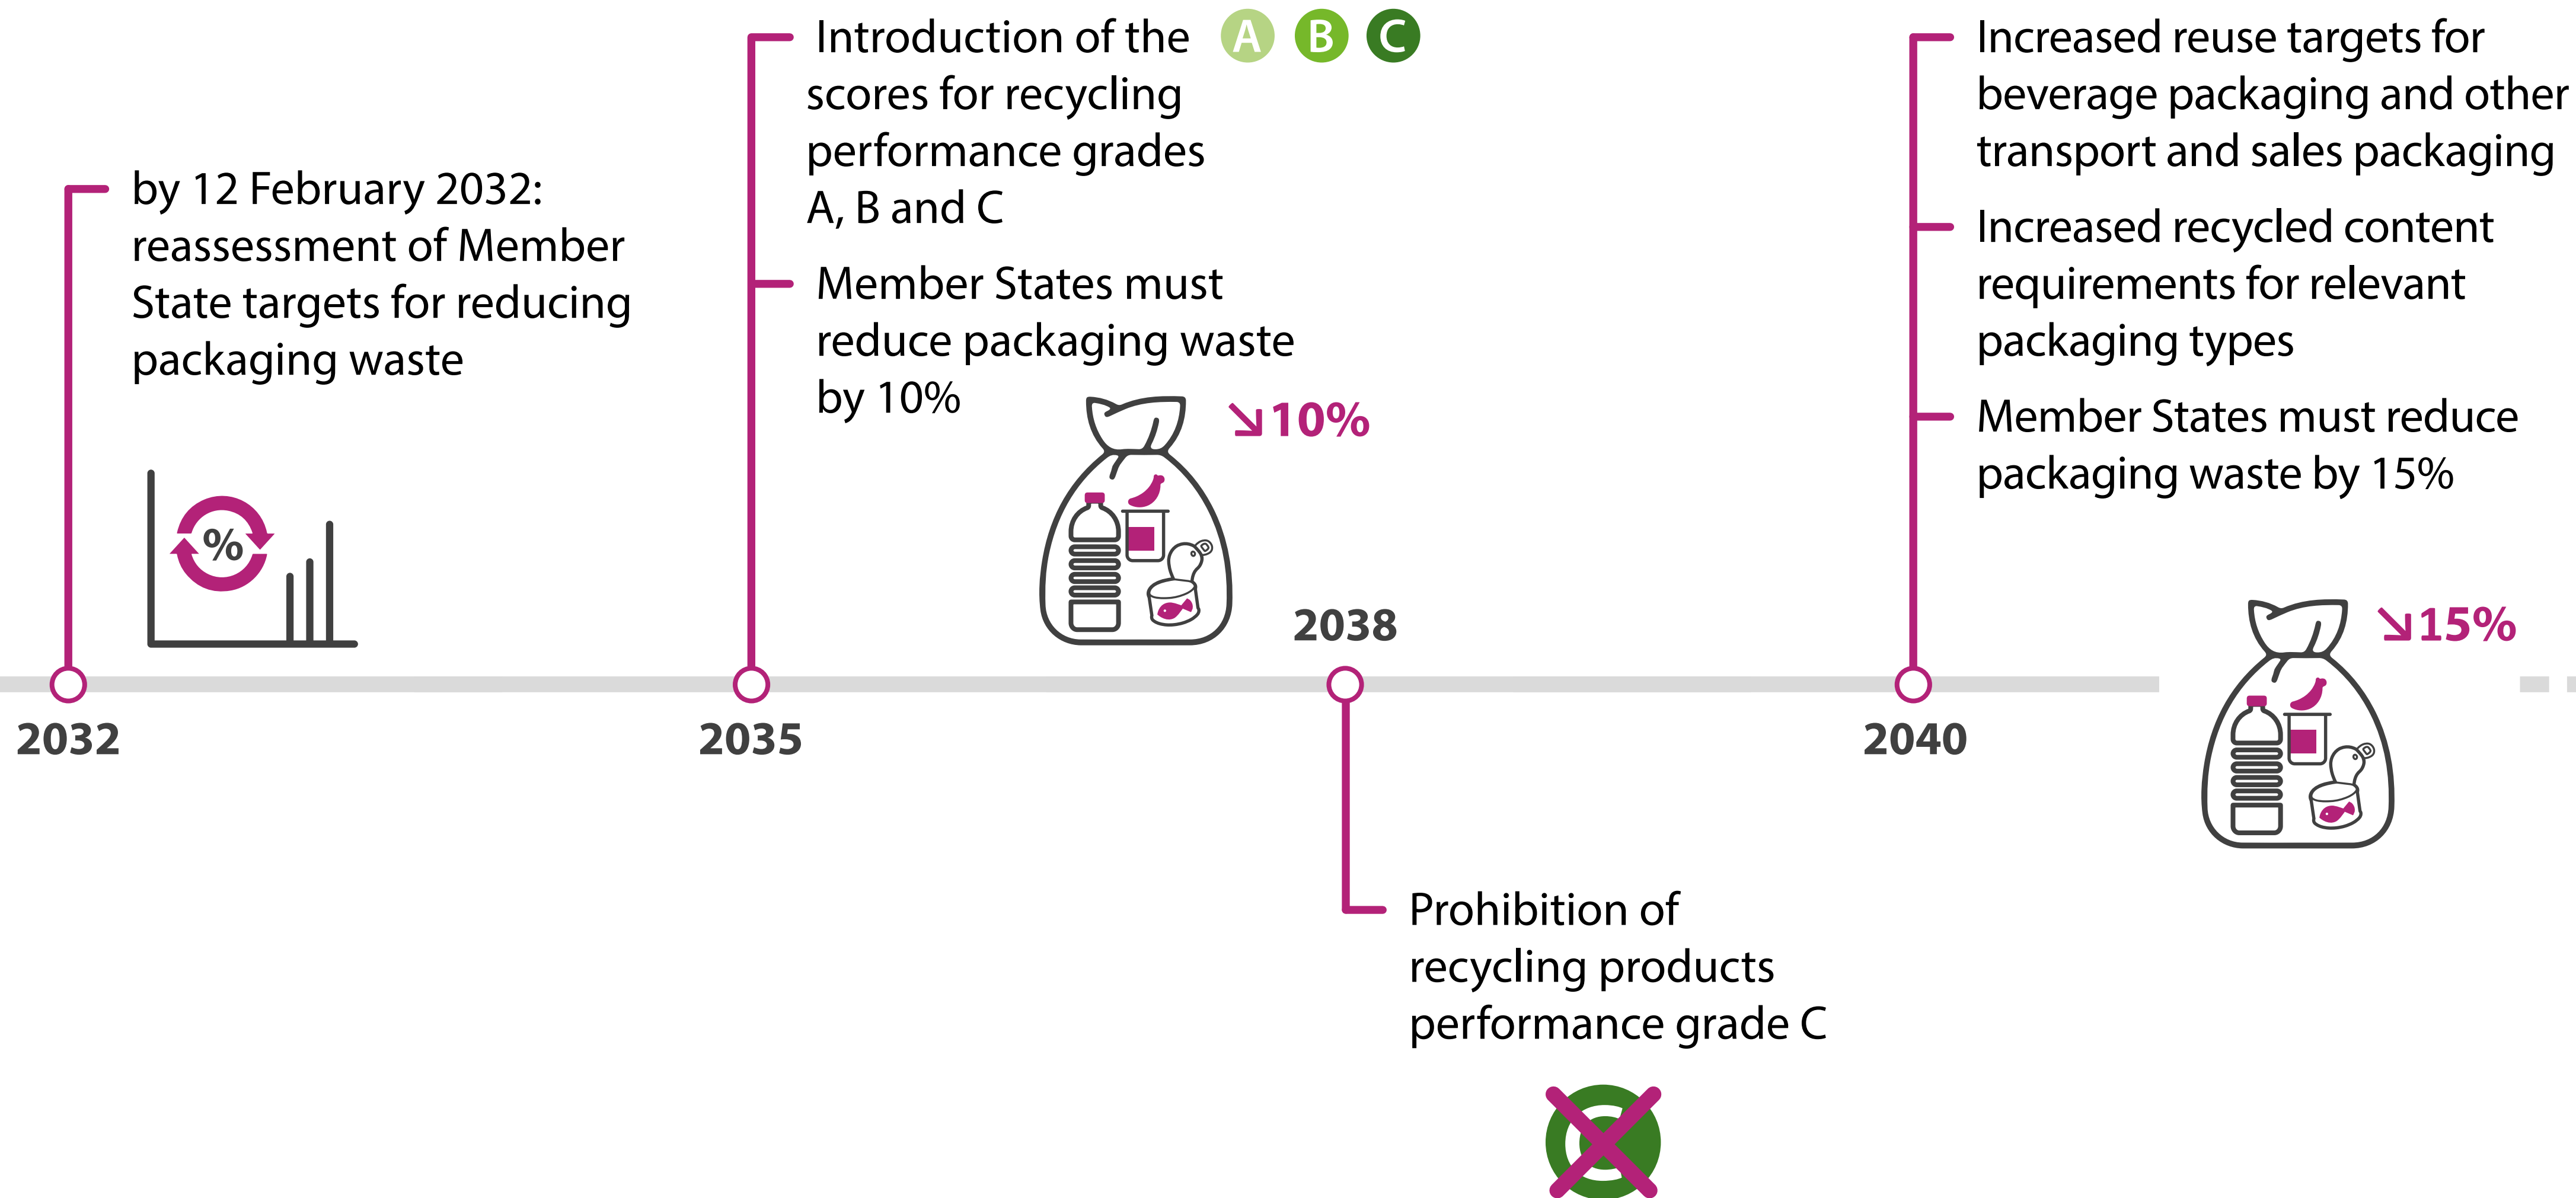 by 12 February 2032:
reassessment of Member
State targets for reducing
packaging waste
%
2032
Introduction of the A B C
scores for recycling
performance grades
A, B and C
Member States must
reduce packaging waste
by 10%
10%
2035
2038
Prohibition of
recycling products
performance grade C
C
Increased reuse targets for
beverage packaging and other
transport and sales packaging
Increased recycled content
requirements for relevant
packaging types
Member States must reduce
packaging waste by 15%
15%
2040